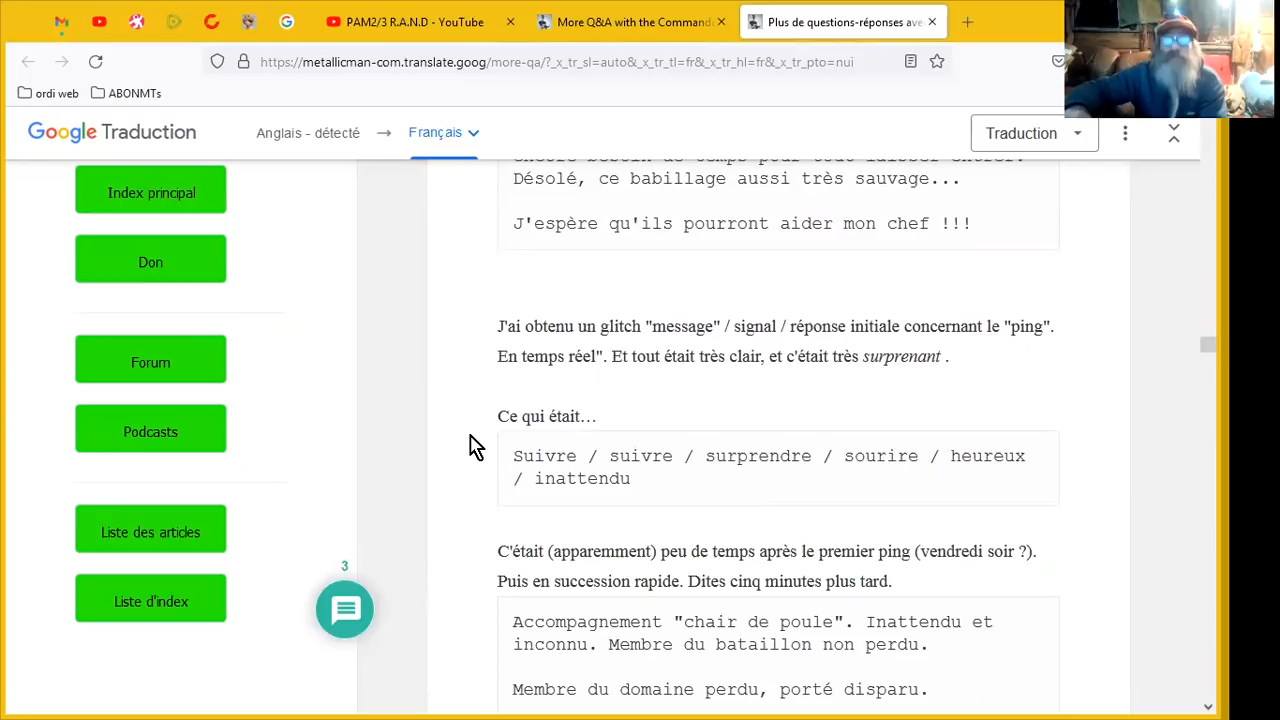 PAM2/3 R.A.N.D - YouTube
More Q&A with the Command
Plus de questions-réponses ave
https://metallicman-com.translate.goog/more-qa/?_x_tr_sl=auto&_x_tr_tl=fr&_x_tr_hl=fr&_x_tr_pto=nui
ordi web
ABONMTs
Google Traduction
Anglais - détecté
Français
Traduction
Index principal
Don
Forum
Podcasts
Liste des articles
Liste d'index
3
Désolé, ce babillage aussi très sauvage...
J'espère qu'ils pourront aider mon chef !!!
J'ai obtenu un glitch "message" / signal / réponse initiale concernant le "ping".
En temps réel". Et tout était très clair, et c'était très surprenant .
Ce qui était…
Suivre / suivre / surprendre / sourire / heureux
/ inattendu
C'était (apparemment) peu de temps après le premier ping (vendredi soir ?).
Puis en succession rapide. Dites cinq minutes plus tard.
Accompagnement "chair de poule". Inattendu et
inconnu. Membre du bataillon non perdu.
Membre du domaine perdu, porté disparu.